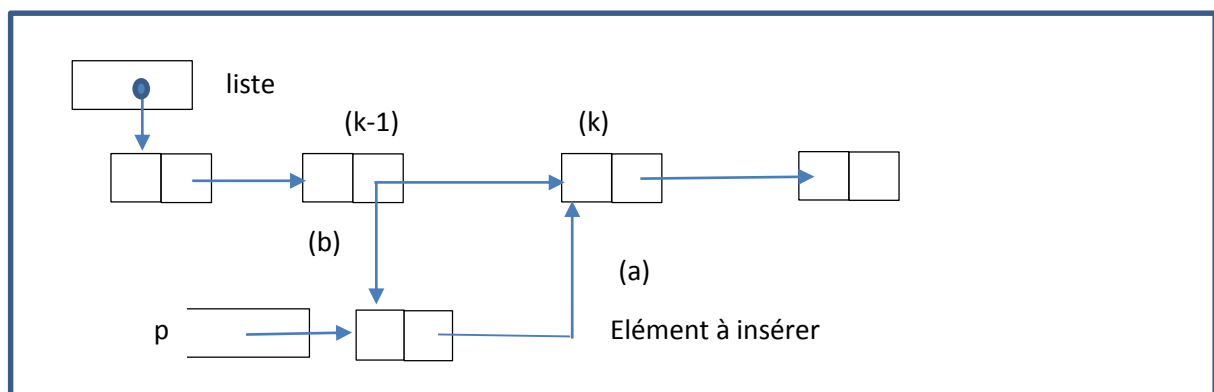 liste
(k-1)
(k)
(b)
(a)
p
Elément à insérer